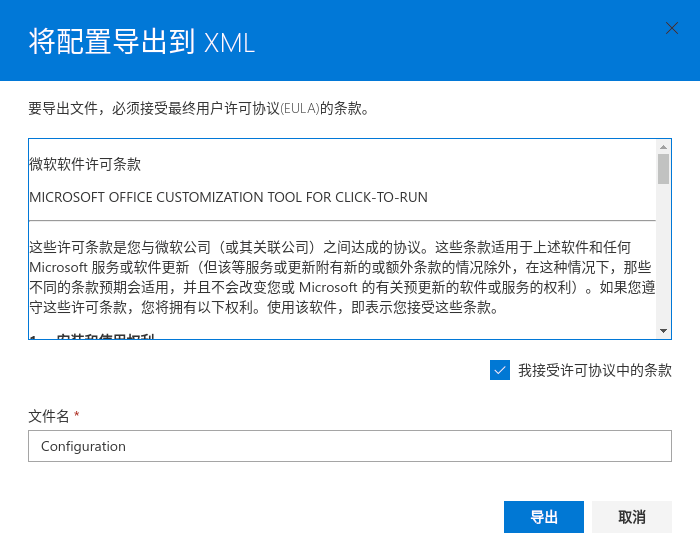 将配置导出到 XML
要导出文件，必须接受最终用户许可协议(EULA)的条款。
微软软件许可条款
MICROSOFT OFFICE CUSTOMIZATION TOOL FOR CLICK-TO-RUN
这些许可条款是您与微软公司（或其关联公司）之间达成的协议。这些条款适用于上述软件和任何
Microsoft 服务或软件更新（但该等服务或更新附有新的或额外条款的情况除外，在这种情况下，那些
不同的条款预期会适用，并且不会改变您或 Microsoft 的有关预更新的软件或服务的权利）。如果您遵
守这些许可条款，您将拥有以下权利。使用该软件，即表示您接受这些条款。
1. 安装和使用权利
我接受许可协议中的条款
文件名 *
Configuration
导出 取消